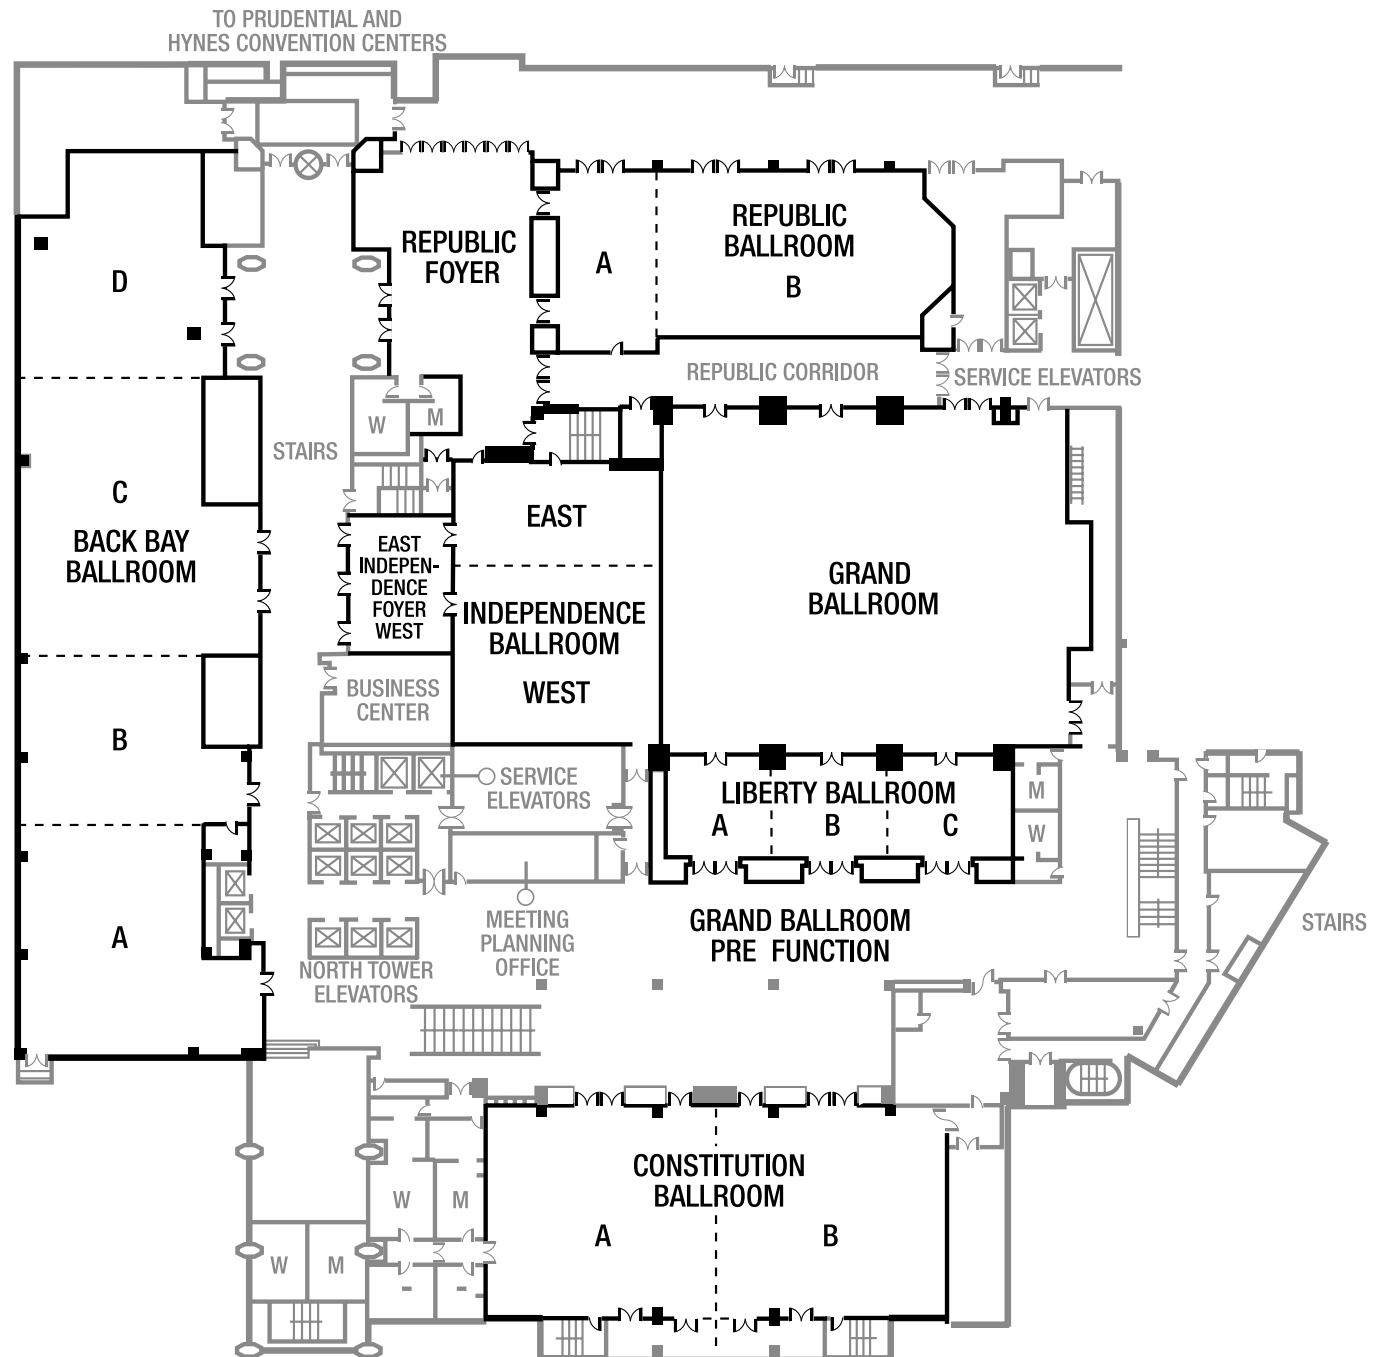 TO PRUDENTIAL AND
HYNES CONVENTION CENTERS
REPUBLIC
FOYER
A
REPUBLIC
BALLROOM
B
D
REPUBLIC CORRIDOR
SERVICE ELEVATORS
W
M
STAIRS
C
BACK BAY
BALLROOM
EAST
EAST
INDEPEN-
DENCE
FOYER
WEST
INDEPENDENCE
BALLROOM
WEST
GRAND
BALLROOM
BUSINESS
CENTER
B
SERVICE
ELEVATORS
LIBERTY BALLROOM
A
B
C
M
W
A
MEETING
PLANNING
OFFICE
GRAND BALLROOM
PRE FUNCTION
STAIRS
NORTH TOWER
ELEVATORS
CONSTITUTION
BALLROOM
A
B
W
M
W
M